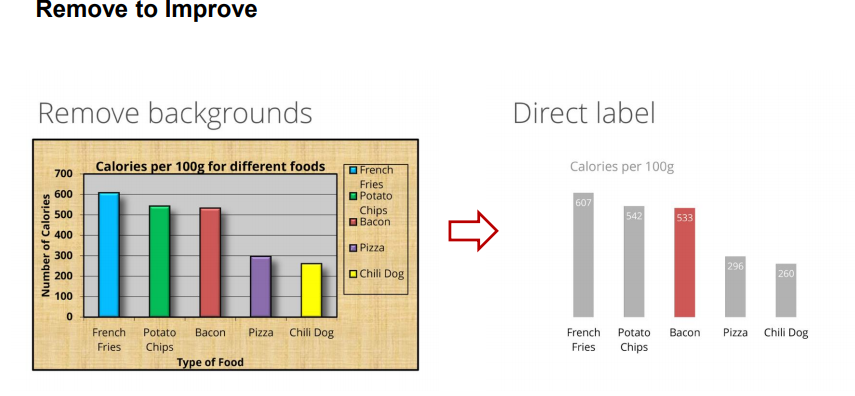 Remove to Improve
Remove backgrounds
Direct label
Calories per 100g for different foods
700
600
500
400
300
200
100
0
Number of Calories
French
Fries
Potato
Chips
Bacon
Pizza
Chili Dog
French
Fries
Potato
Chips
Bacon
Pizza
Chili Dog
Type of Food
Calories per 100g
607
542
533
296
260
French
Fries
Potato
Chips
Bacon
Pizza
Chili Dog